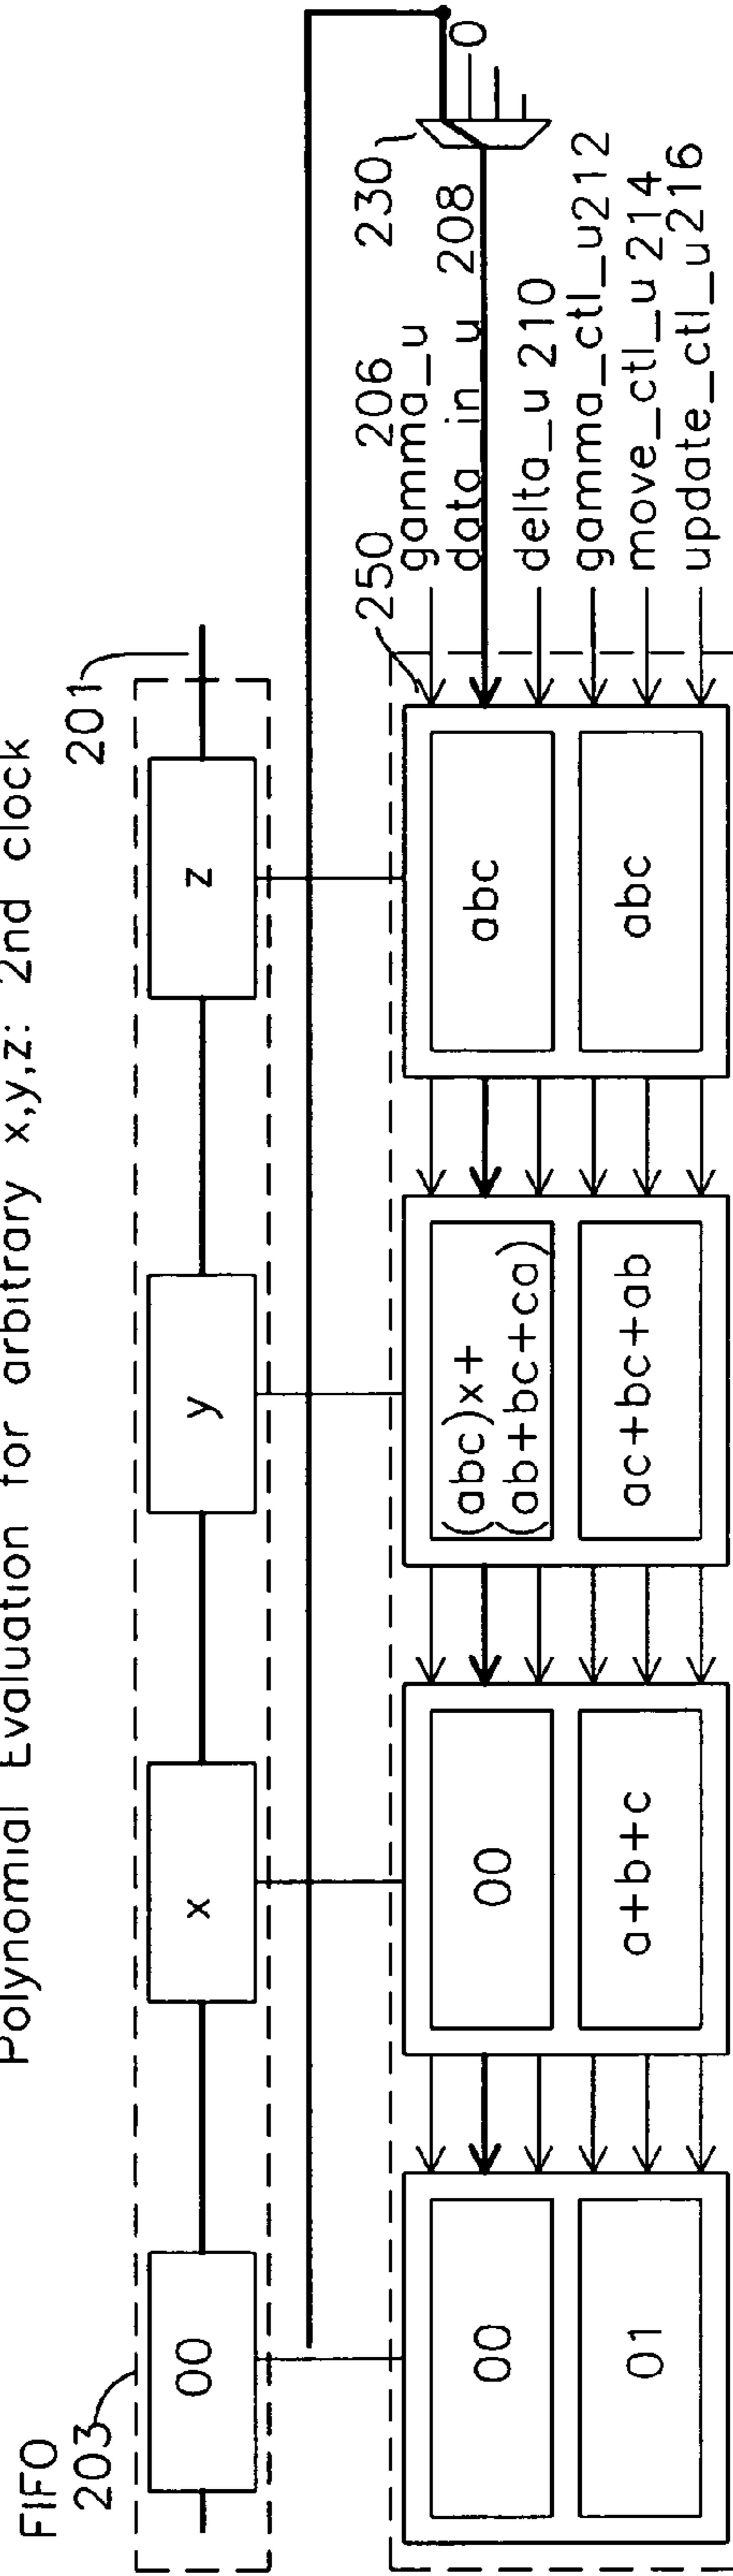 Polynomial Evaluation for arbitrary x,y,z: 2nd clock
FIFO
203
201
00
x
y
z
0
230
250
206
gamma_u
data_in_u 208
delta_u 210
gamma_ctl_u212
move_ctl_u 214
update_ctl_u216
00
01
00
a+b+c
(abc)x+
(ab+bc+ca)
ac+bc+ab
abc
abc